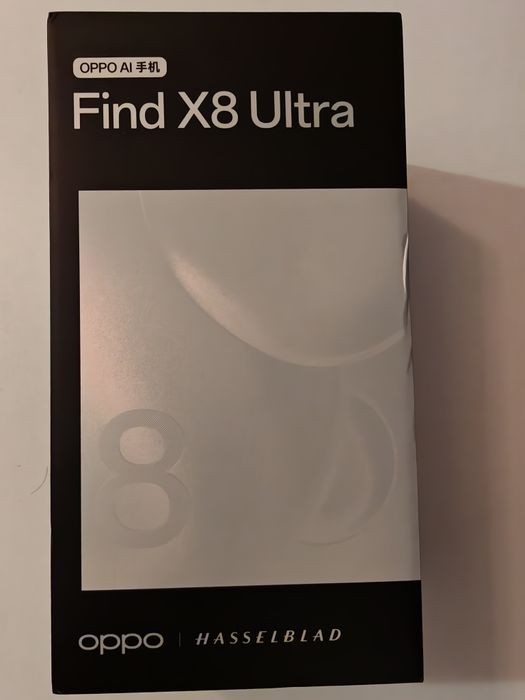 OPPO AI 手机
Find X8 Ultra
8
oppo | HASSELBLAD